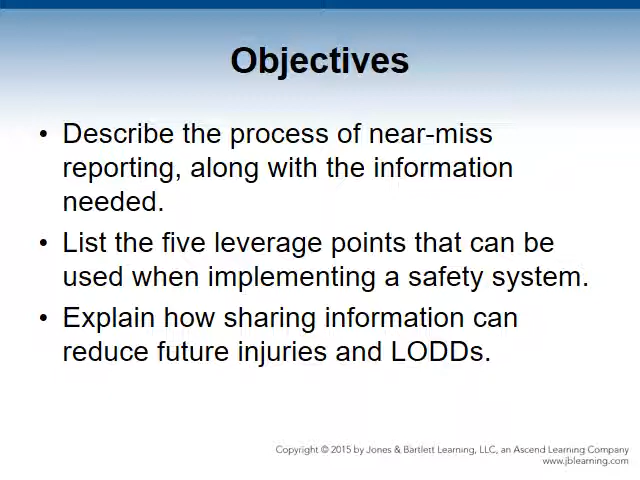 Objectives
• Describe the process of near-miss
reporting, along with the information
needed.
• List the five leverage points that can be
used when implementing a safety system.
• Explain how sharing information can
reduce future injuries and LODDs.
Copyright © 2015 by Jones & Bartlett Learning, LLC, an Ascend Learning Company
www.jblearning.com